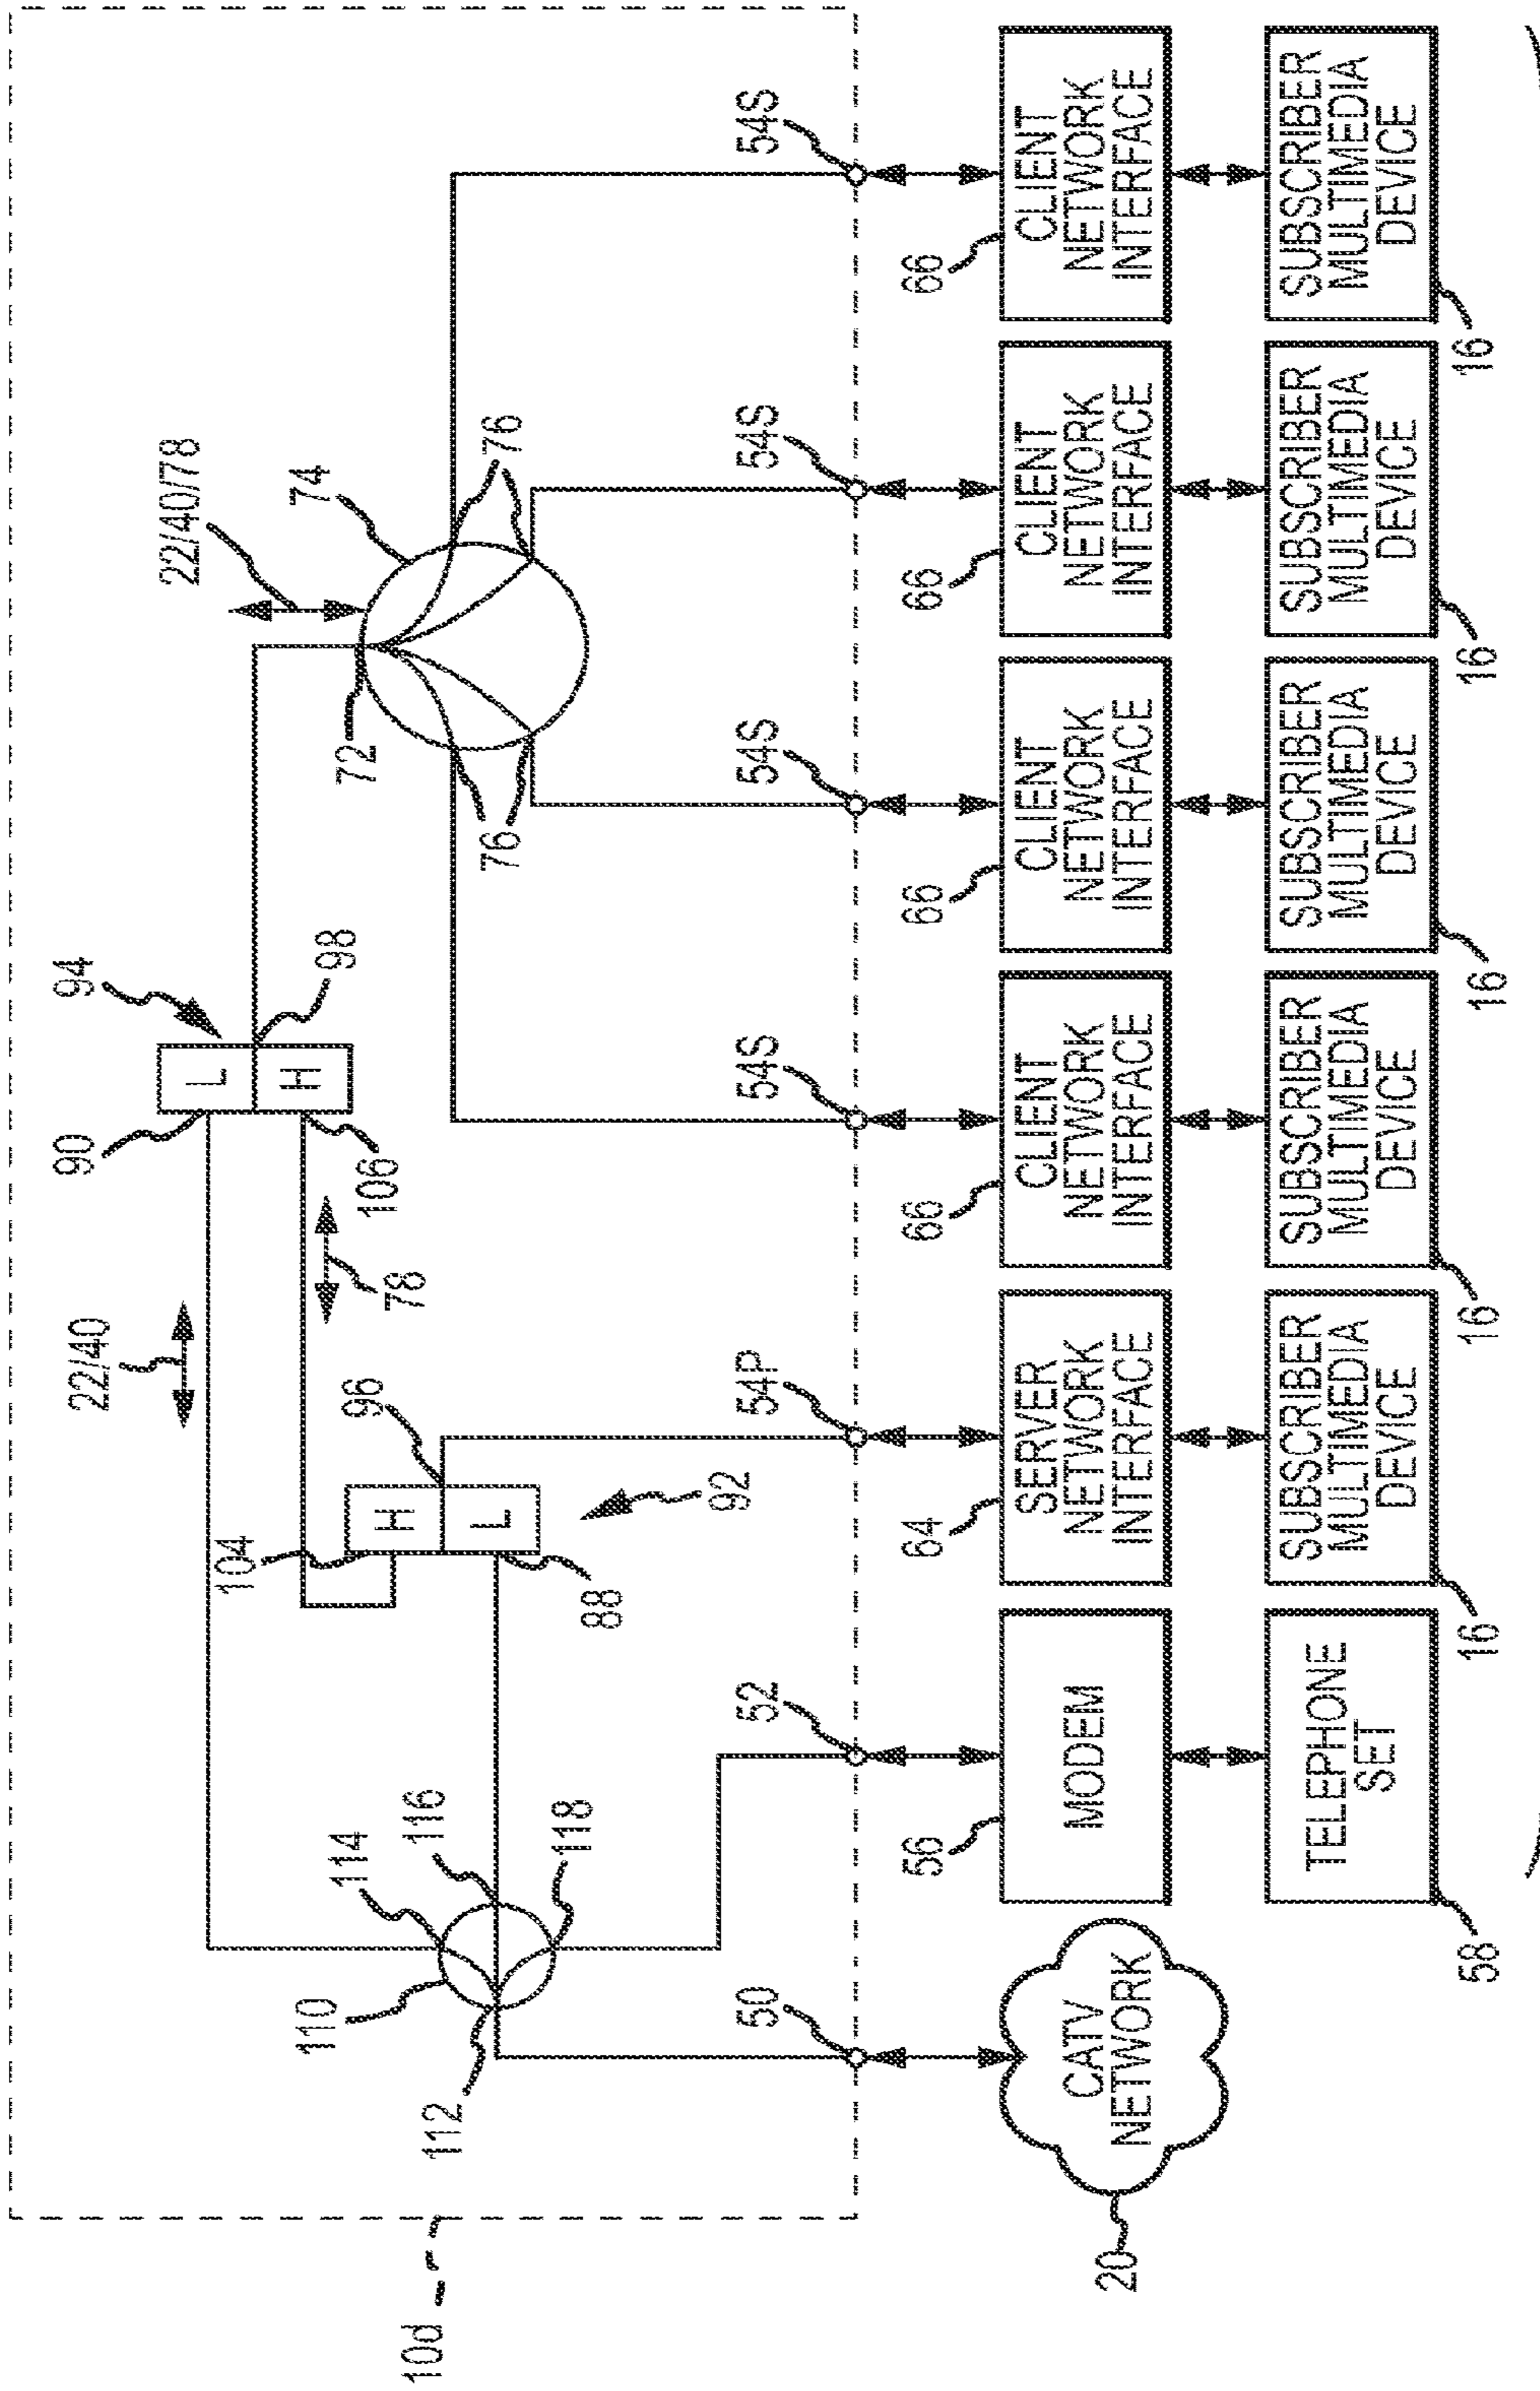 22/40
94
90
98
106
78
22/40/78
74
72
76
76
L
H
104
96
H
L
92
88
114
116
110
118
112
10d
50
52
54P
54S
54S
54S
54S
20
CATV
NETWORK
56
MODEM
64
SERVER
NETWORK
INTERFACE
66
CLIENT
NETWORK
INTERFACE
66
CLIENT
NETWORK
INTERFACE
66
CLIENT
NETWORK
INTERFACE
66
CLIENT
NETWORK
INTERFACE
TELEPHONE
SET
58
SUBSCRIBER
MULTIMEDIA
DEVICE
16
SUBSCRIBER
MULTIMEDIA
DEVICE
16
SUBSCRIBER
MULTIMEDIA
DEVICE
16
SUBSCRIBER
MULTIMEDIA
DEVICE
16
SUBSCRIBER
MULTIMEDIA
DEVICE
16